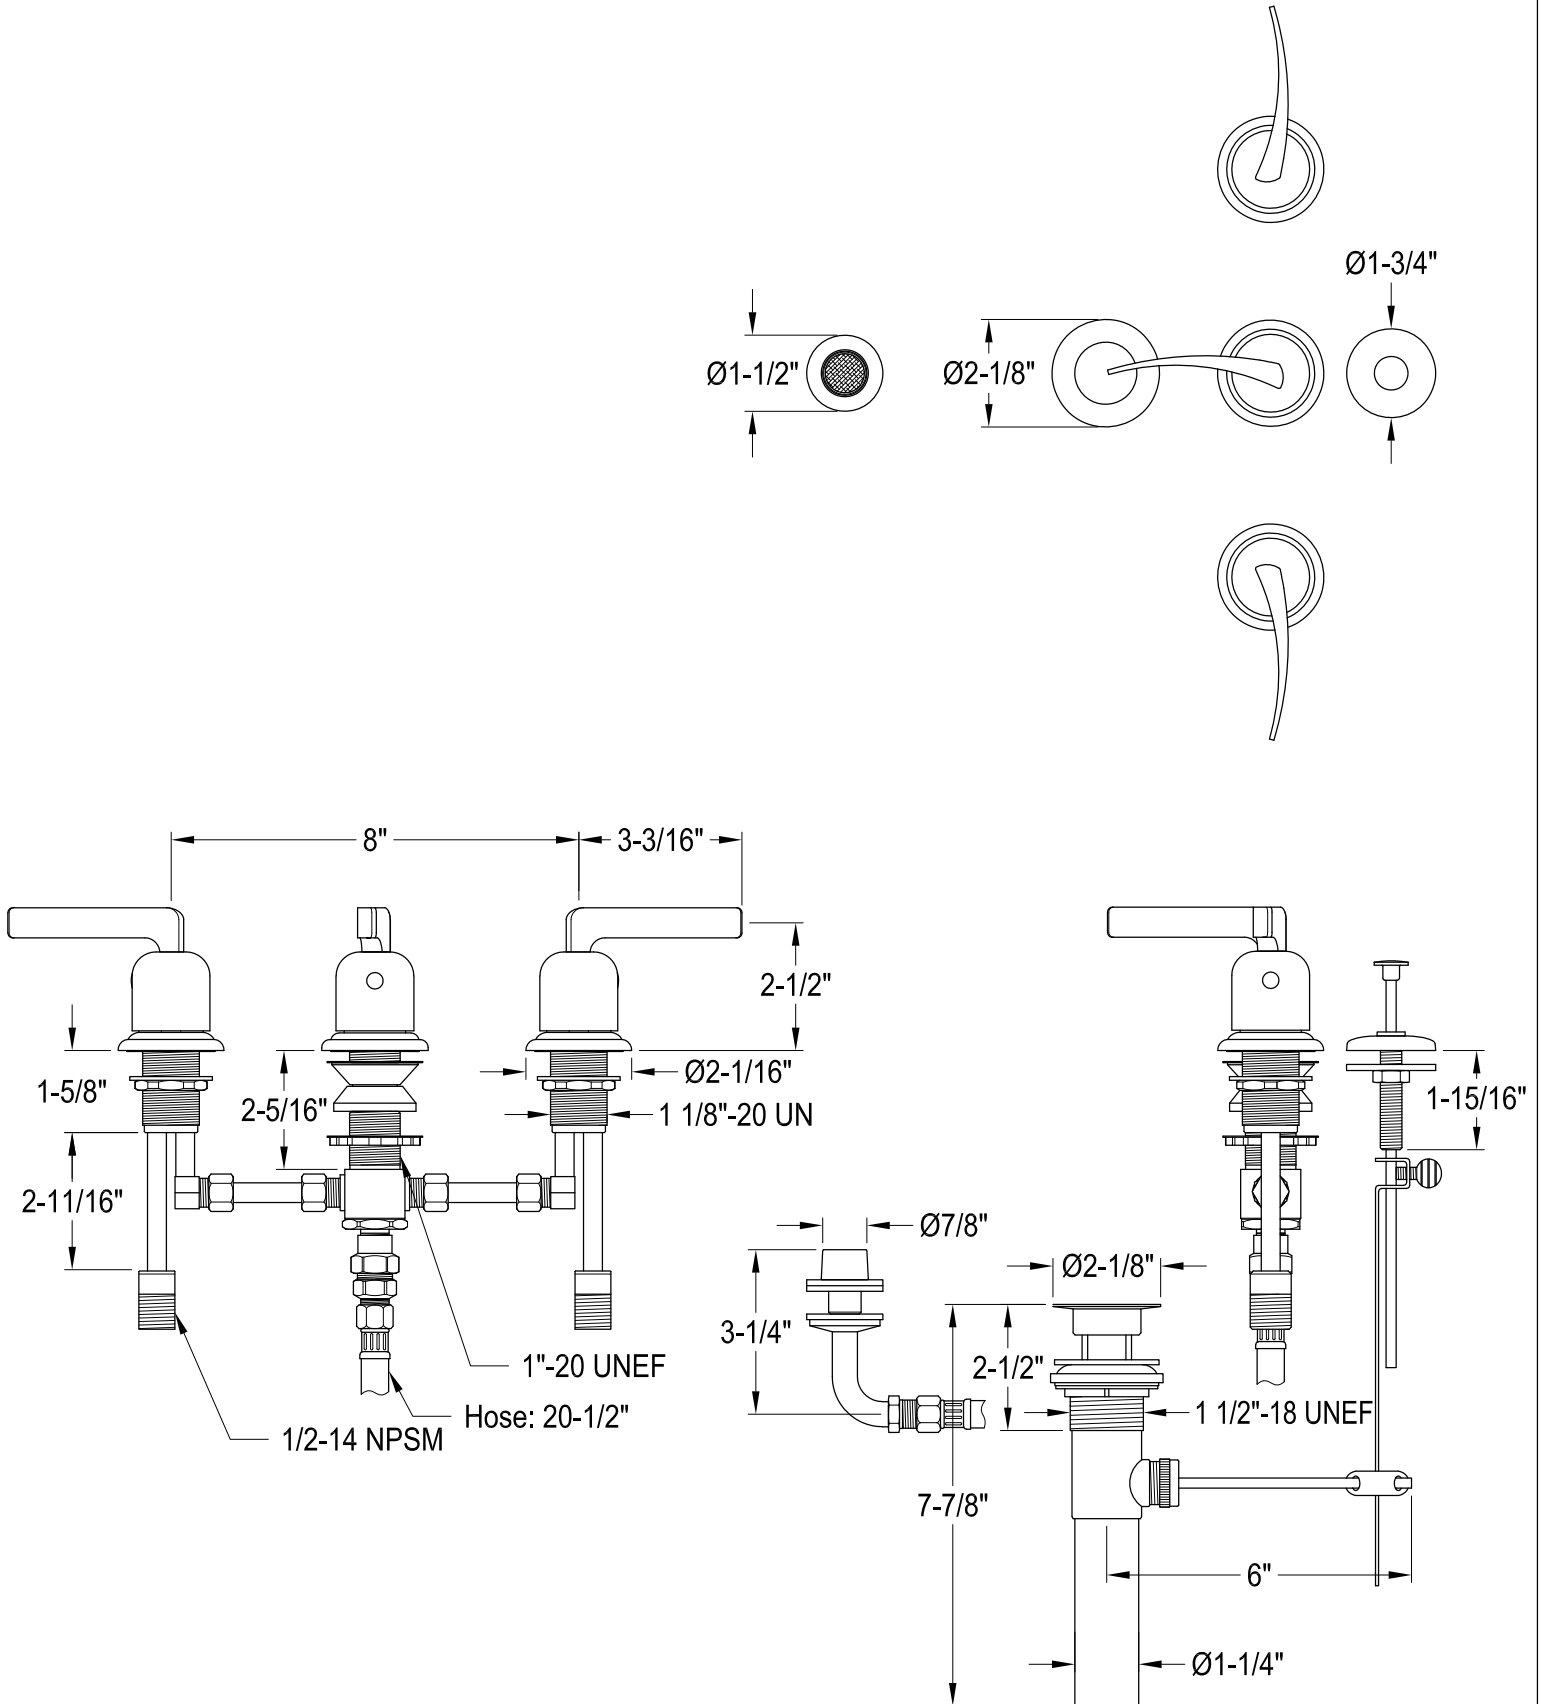 Ø1-3/4"
Ø1-1/2"
Ø2-1/8"
8"
3-3/16"
2-1/2"
1-5/8"
2-5/16"
Ø2-1/16"
1 1/8"-20 UN
1-15/16"
2-11/16"
Ø7/8"
Ø2-1/8"
3-1/4"
2-1/2"
1"-20 UNEF
Hose: 20-1/2"
1 1/2"-18 UNEF
1/2-14 NPSM
7-7/8"
6"
Ø1-1/4"